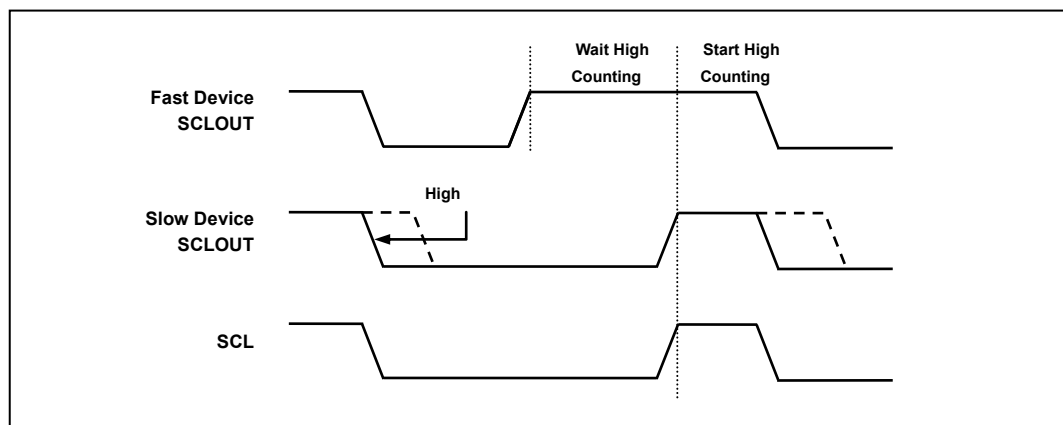 Wait High
Counting
Start High
Counting
Fast Device
SCLOUT
High
Slow Device
SCLOUT
SCL